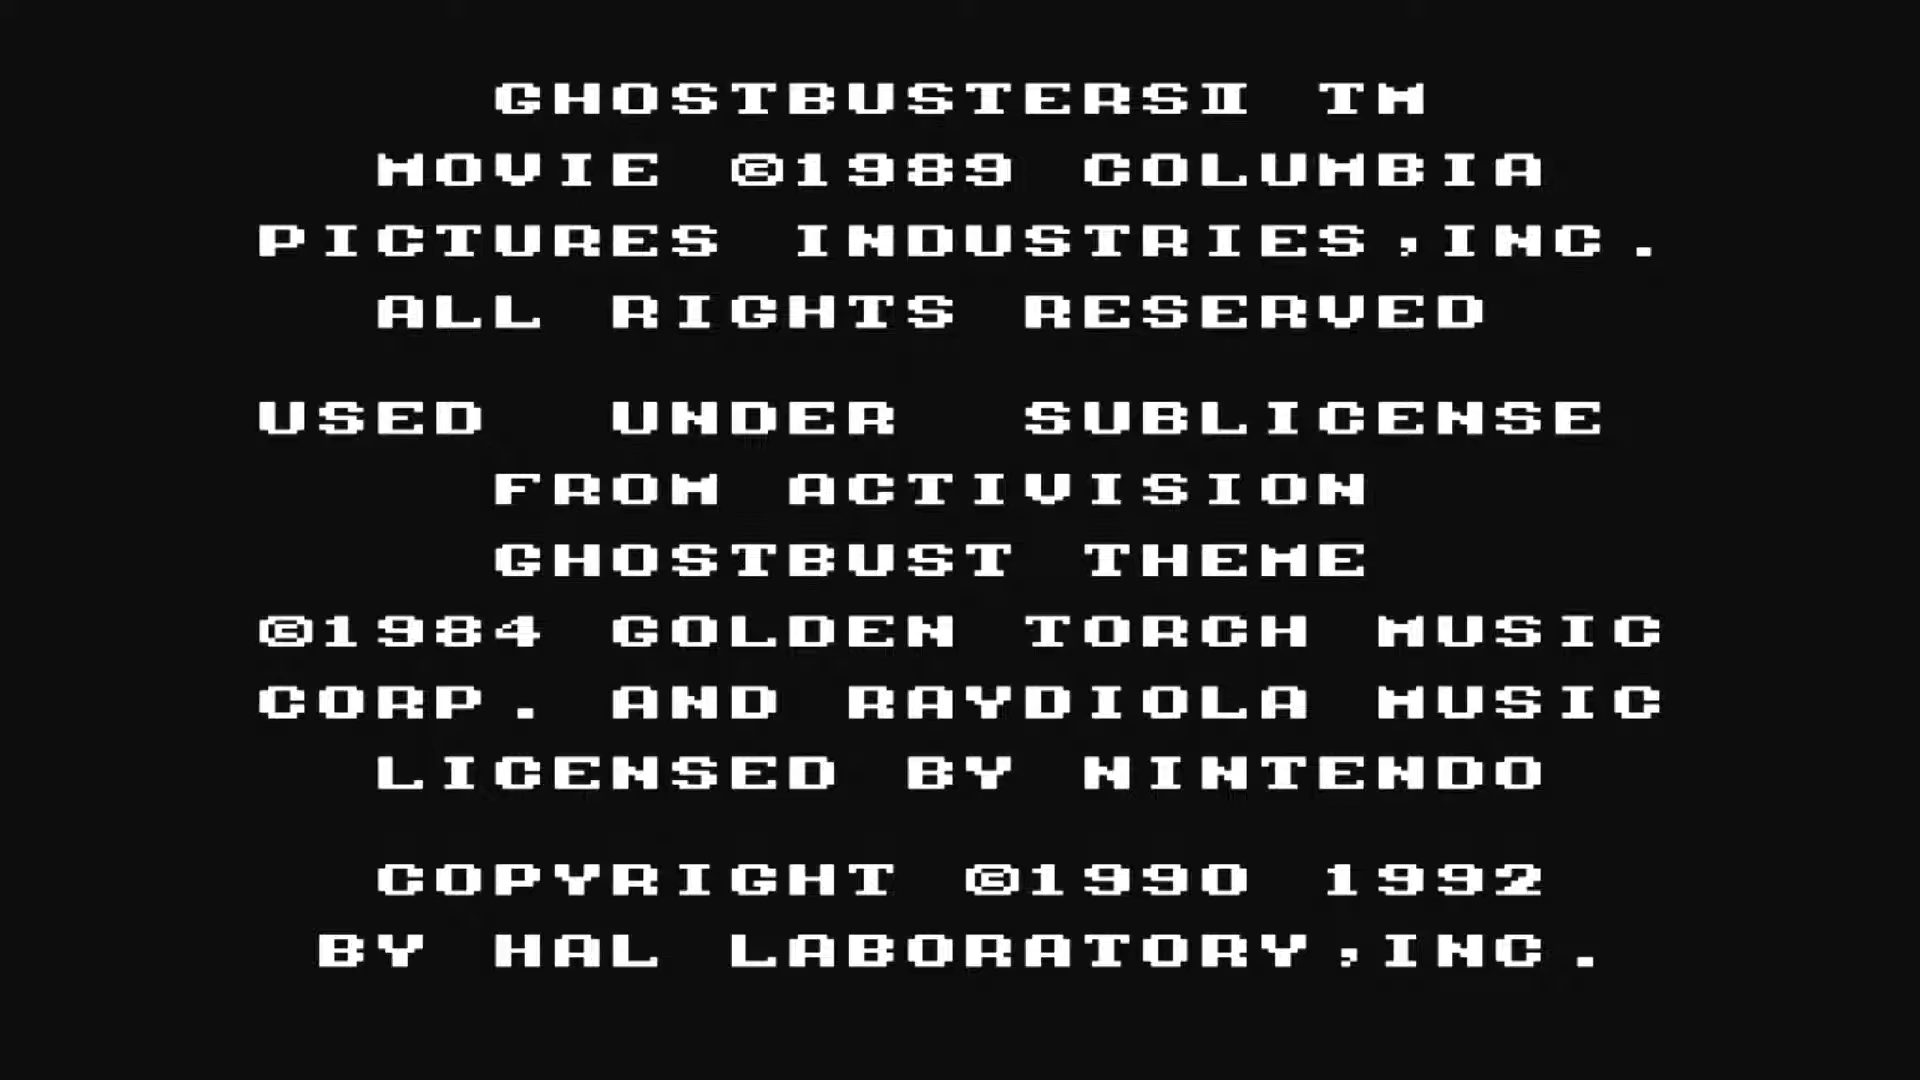 GHOSTBUSTERSⅡ TM
MOVIE ©1989 COLUMBIA
PICTURES INDUSTRIES,INC.
ALL RIGHTS RESERVED
USED UNDER SUBLICENSE
FROM ACTIVISION
GHOSTBUST THEME
©1984 GOLDEN TORCH MUSIC
CORP. AND RAYDIOLA MUSIC
LICENSED BY NINTENDO
COPYRIGHT ©1990 1992
BY HAL LABORATORY,INC.